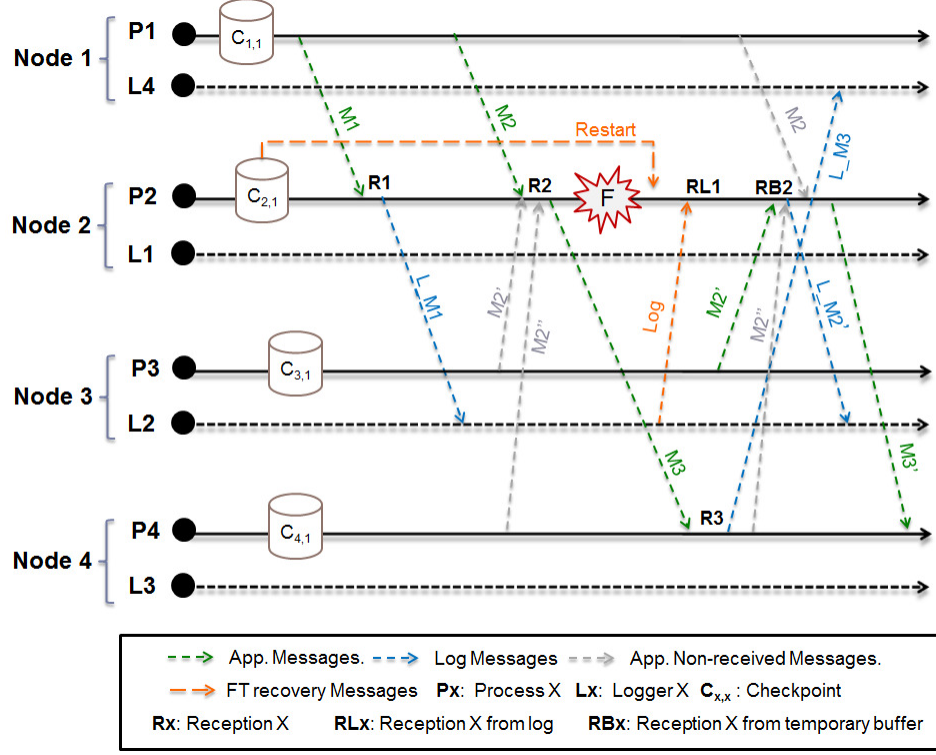 Node 1
P1
C1,1
L4
M1
M2
M2
L_M3
Restart
Node 2
P2
C2,1
R1
R2
F
RL1
RB2
L1
L_M1
M2'
M2''
Log
M2'
M2''
L_M2'
Node 3
P3
C3,1
L2
M3
M3'
Node 4
P4
C4,1
R3
L3
App. Messages. Log Messages App. Non-received Messages.
FT recovery Messages Px: Process X Lx: Logger X Cx,x : Checkpoint
Rx: Reception X RLx: Reception X from log RBx: Reception X from temporary buffer